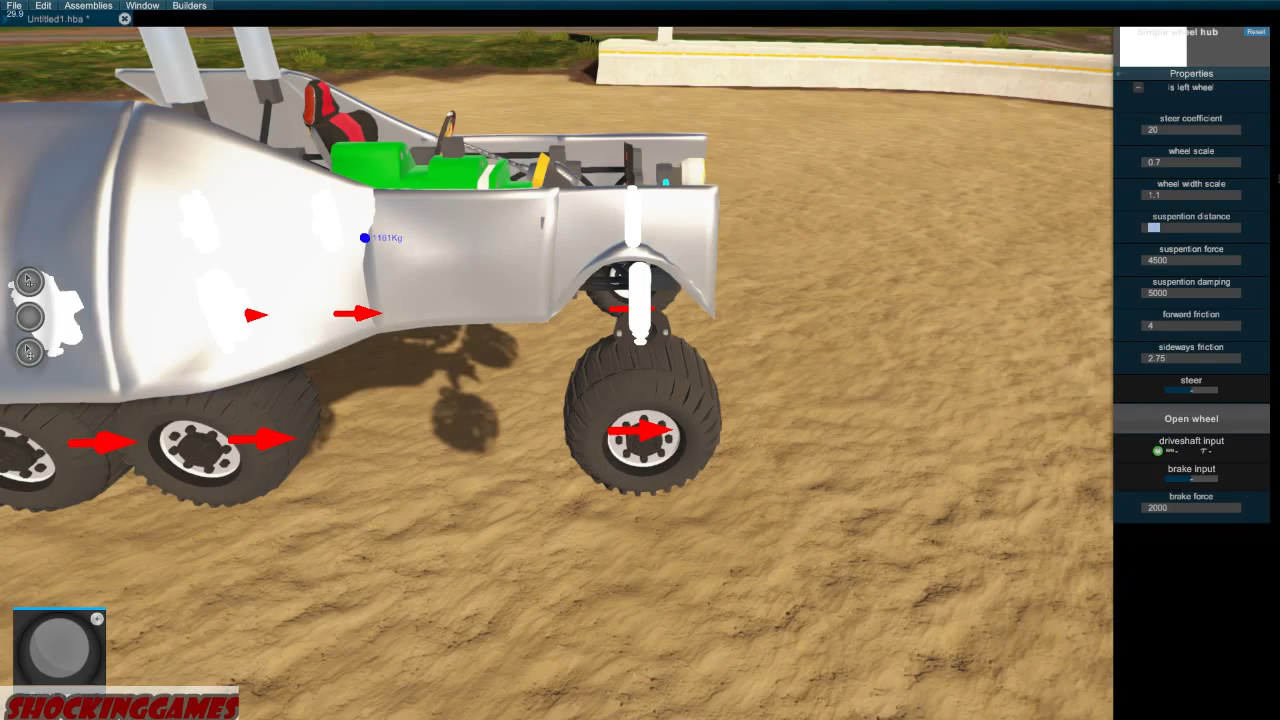 File Edit Assemblies Window Builders
29.9
Untitled1.hba *
Simple wheel hub
Reset
Properties
is left wheel
steer coefficient
20
wheel scale
0.7
wheel width scale
1.1
suspention distance
suspention force
4500
suspention damping
5000
forward friction
4
sideways friction
2.75
steer
Open wheel
driveshaft input
brake input
brake force
2000
1161Kg
SHOCKINGGAMES